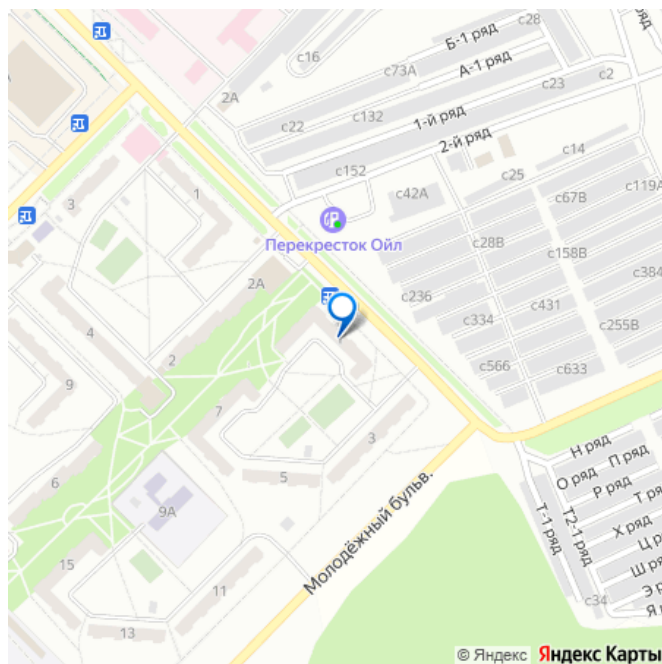 с28
Б-1 ряд
с16
А-1 ряд
с73А
с23
с2
2А
с22
с132
1-й ряд
2-й ряд
с14
с152
с25
1
3
с42А
с67В
с119А
Перекресток Ойл
с28В
с158В
2А
с384
с236
с431
4
с334
с255В
2
9
с566
с633
7
3
Н ряд
5
О ряд
П ряд
6
Р ряд
Т ря
9А
Т-1 ряд
Т2-1 ряд
Х ряд
Молодёжный бульв.
Ц р
15
11
Ш ря
Э р
с34
Я р
13
© Яндекс Яндекс Карты